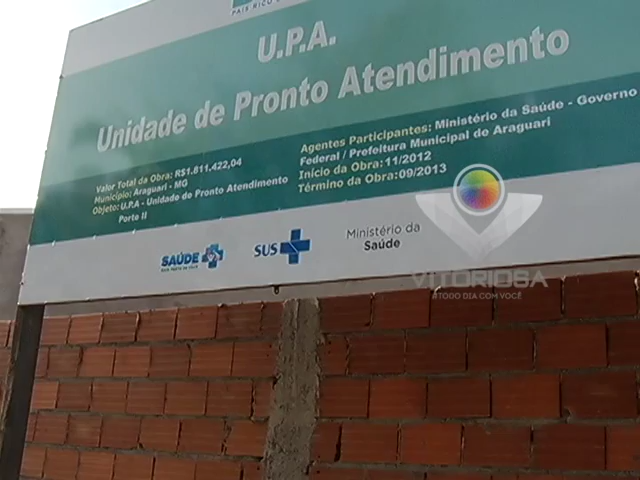 PAÍS RICO
U.P.A.
Unidade de Pronto Atendimento
Valor Total da Obra: R$1.811.422,04
Município: Araguari - MG
Objeto: U.P.A - Unidade de Pronto Atendimento
Porte II
Agentes Participantes: Ministério da Saúde - Governo
Federal / Prefeitura Municipal de Araguari
Início da Obra: 11/2012
Término da Obra: 09/2013
SAÚDE
SUS
Ministério da
Saúde
VITORIOSA
#TODO DIA COM VOCÊ